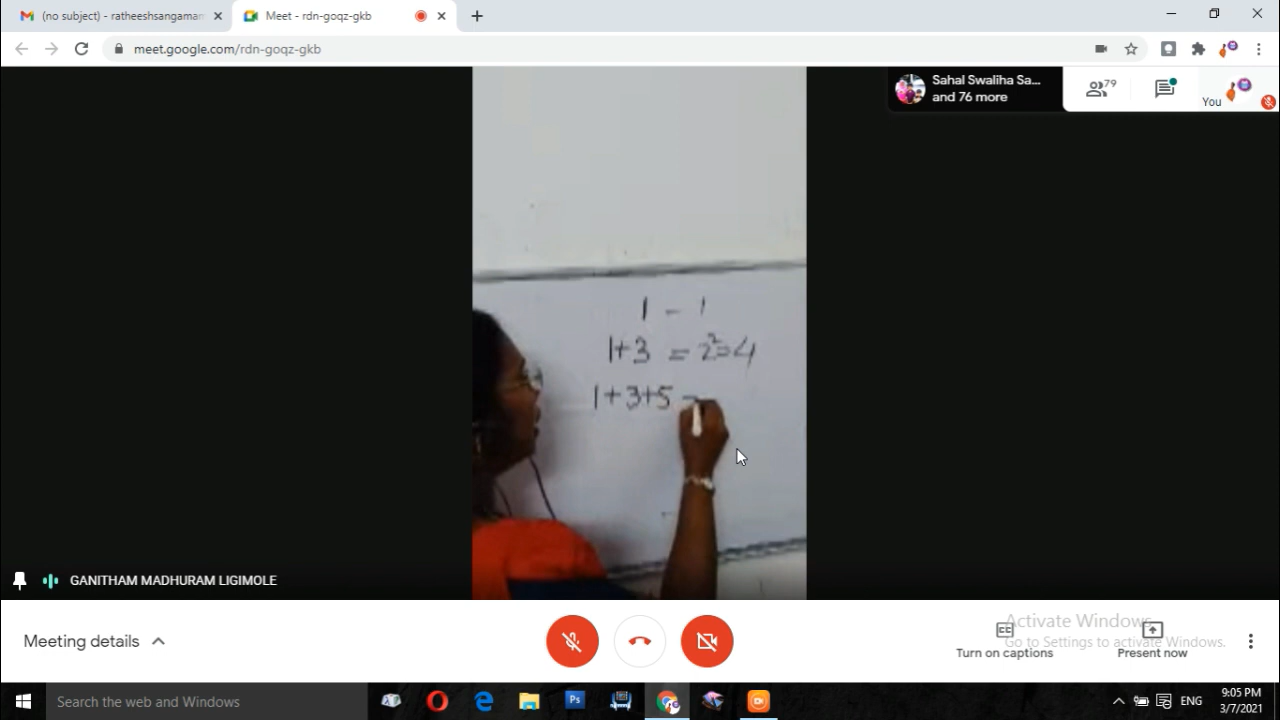 (no subject) - ratheeshsangamam
Meet - rdn-goqz-gkb
meet.google.com/rdn-goqz-gkb
Sahal Swaliha Sa...
and 76 more
79
You
1 - 1
1+3 = 2²=4
1+3+5 =
GANITHAM MADHURAM LIGIMOLE
Meeting details
Activate Windows
Go to Settings to activate Windows.
Turn on captions
Present now
Search the web and Windows
ENG
9:05 PM
3/7/2021